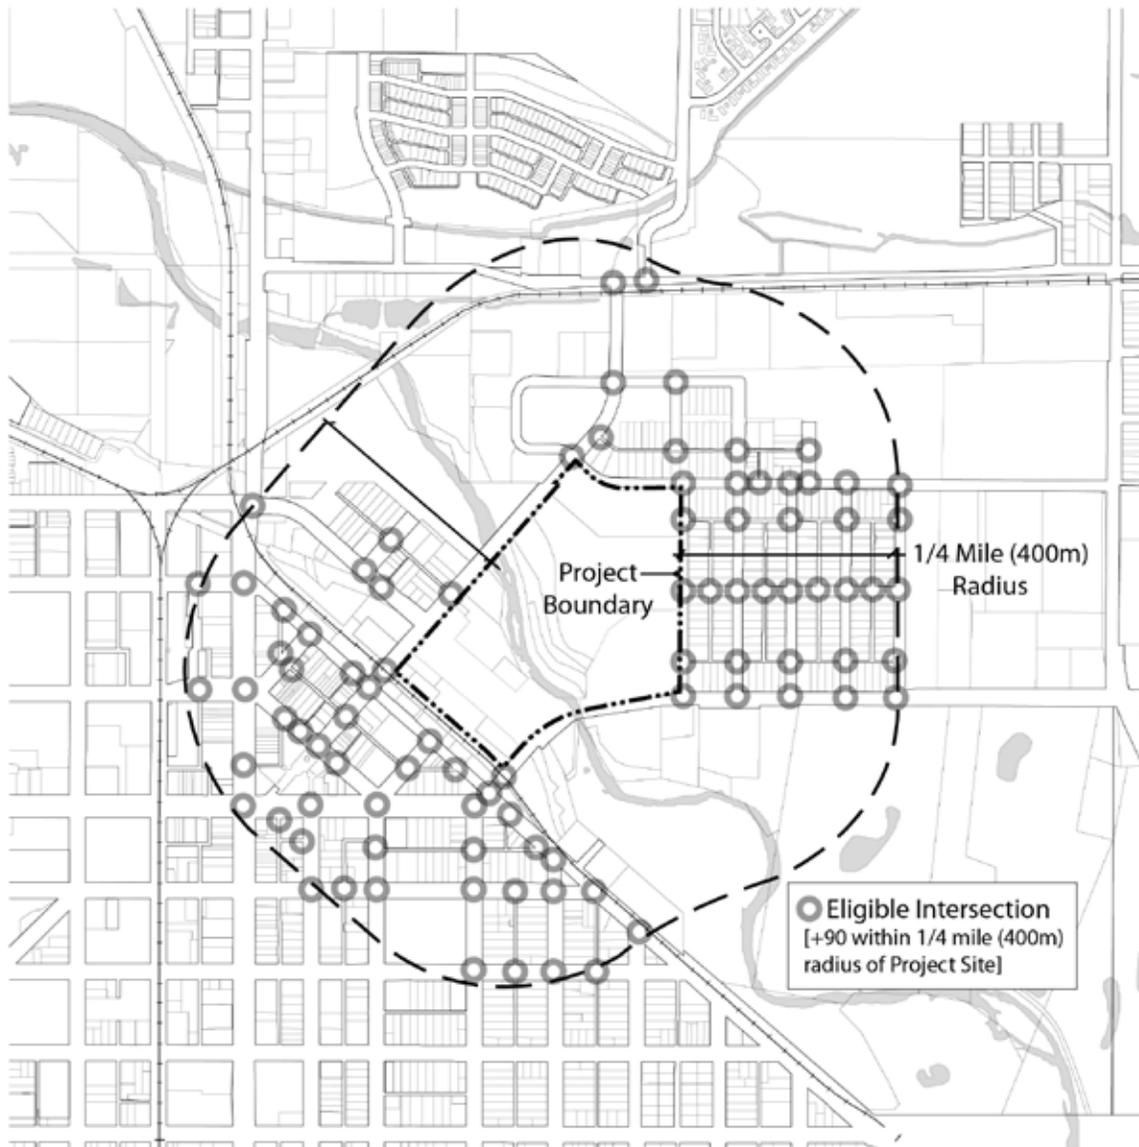 1/4 Mile (400m)
Radius
Project
Boundary
Eligible Intersection
[+90 within 1/4 mile (400m)
radius of Project Site]